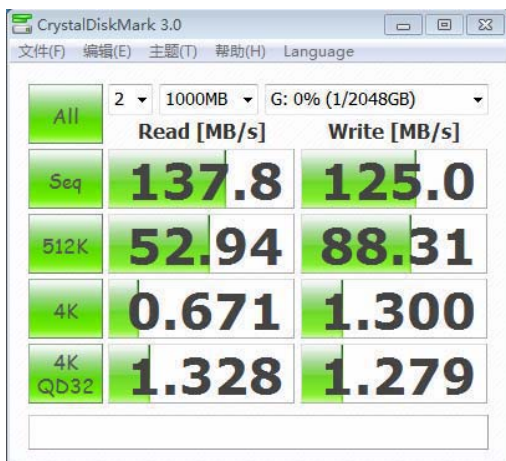 CrystalDiskMark 3.0
文件(F) 编辑(E) 主题(T) 帮助(H) Language
All 2 1000MB G: 0% (1/2048GB)
Read [MB/s] Write [MB/s]
Seq 137.8 125.0
512K 52.94 88.31
4K 0.671 1.300
4K QD32 1.328 1.279